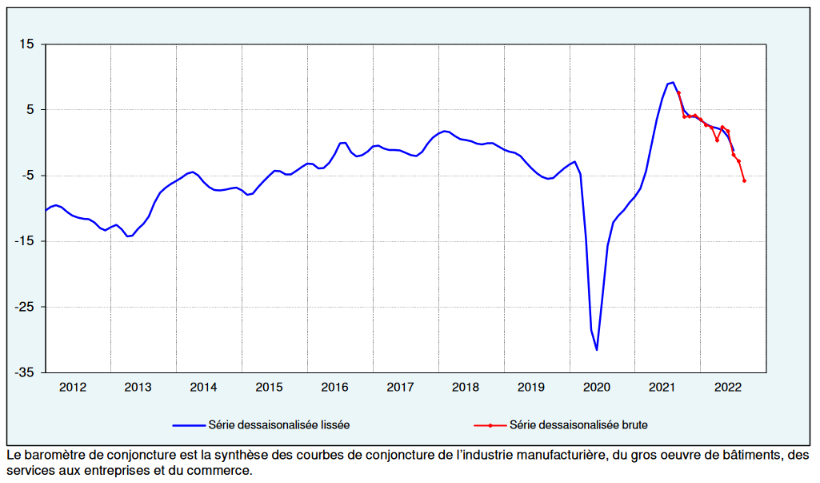 15
5
-5
-15
-25
-35
2012 2013 2014 2015 2016 2017 2018 2019 2020 2021 2022
Série dessaisonalisée lissée Série dessaisonalisée brute
Le baromètre de conjoncture est la synthèse des courbes de conjoncture de l'industrie manufacturière, du gros oeuvre de bâtiments, des
services aux entreprises et du commerce.